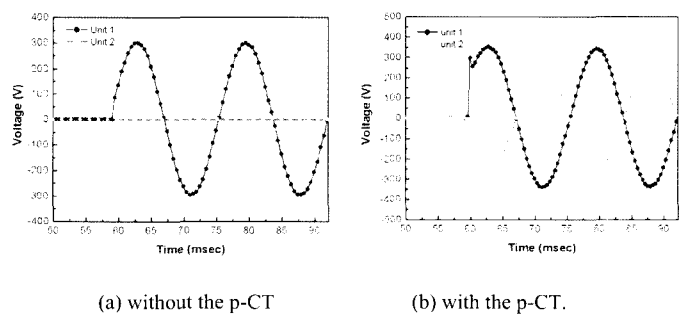 400
300
200
100
0
-100
-200
-300
-400
Voltage (V)
Unit 1
Unit 2
50 55 60 65 70 75 80 85 90
Time (msec)
500
400
300
200
100
0
-100
-200
-300
-400
-500
Voltage (V)
unit 1
unit 2
50 55 60 65 70 75 80 85 90
Time (msec)
(a) without the p-CT
(b) with the p-CT.